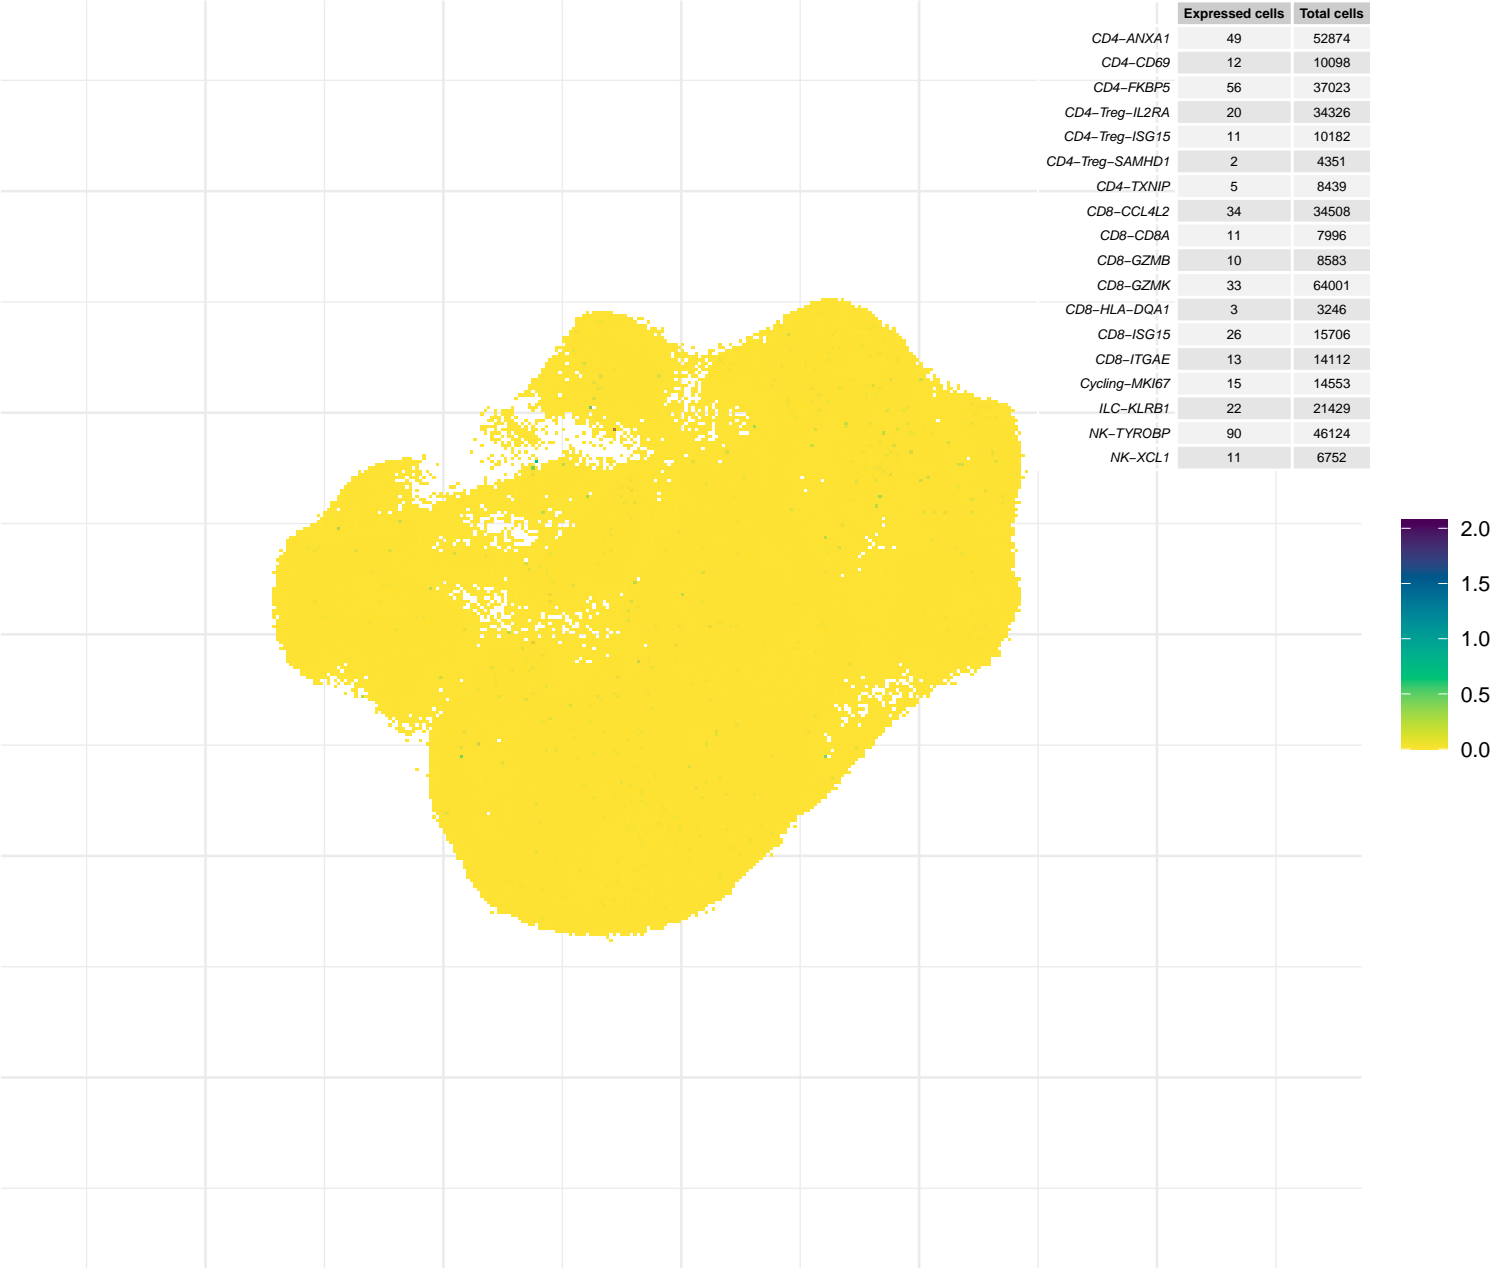 Expressed cells Total cells
CD4−ANXA1 49 52874
CD4−CD69 12 10098
CD4−FKBP5 56 37023
CD4−Treg−IL2RA 20 34326
CD4−Treg−ISG15 11 10182
CD4−Treg−SAMHD1 2 4351
CD4−TXNIP 5 8439
CD8−CCL4L2 34 34508
CD8−CD8A 11 7996
CD8−GZMB 10 8583
CD8−GZMK 33 64001
CD8−HLA−DQA1 3 3246
CD8−ISG15 26 15706
CD8−ITGAE 13 14112
Cycling−MKI67 15 14553
ILC−KLRB1 22 21429
NK−TYROBP 90 46124
NK−XCL1 11 6752
2.0
1.5
1.0
0.5
0.0